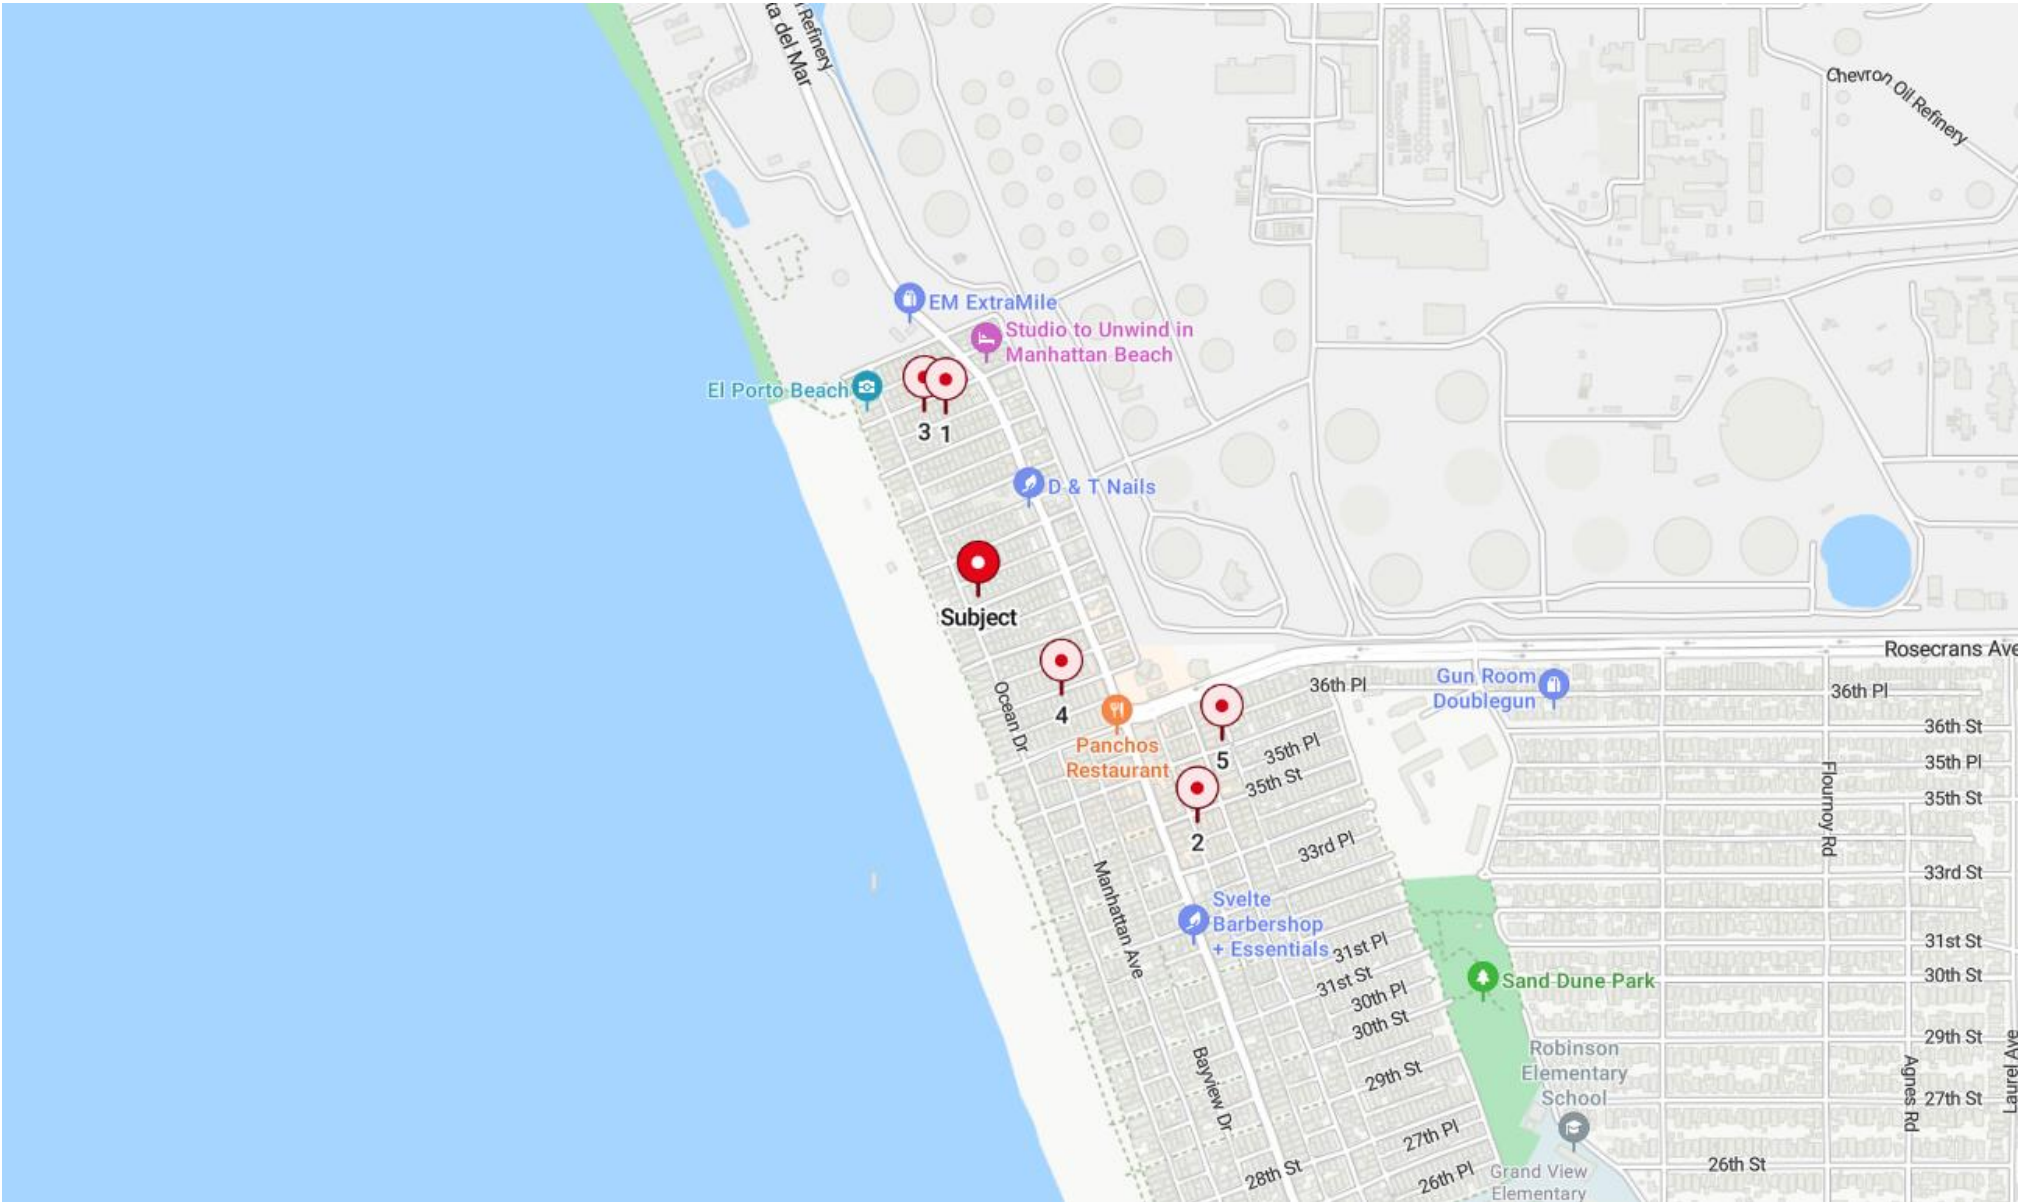 Refinery
ta del Mar
Chevron Oil Refinery
EM ExtraMile
Studio to Unwind in
Manhattan Beach
El Porto Beach
3
1
D & T Nails
Subject
Rosecrans Ave
4
Ocean Dr
Panchos
Restaurant
5
36th Pl
Gun Room
Doublegun
36th Pl
36th St
35th Pl
35th St
35th Pl
35th St
2
33rd Pl
Flournoy Rd
33rd St
Manhattan Ave
Svelte
Barbershop
+ Essentials
31st Pl
31st St
30th Pl
30th St
31st St
30th St
Sand Dune Park
29th St
29th St
Robinson
Elementary
School
Bayview Dr
Agnes Rd
Laurel Ave
27th St
27th Pl
28th St
26th Pl
26th St
Grand View
Elementary